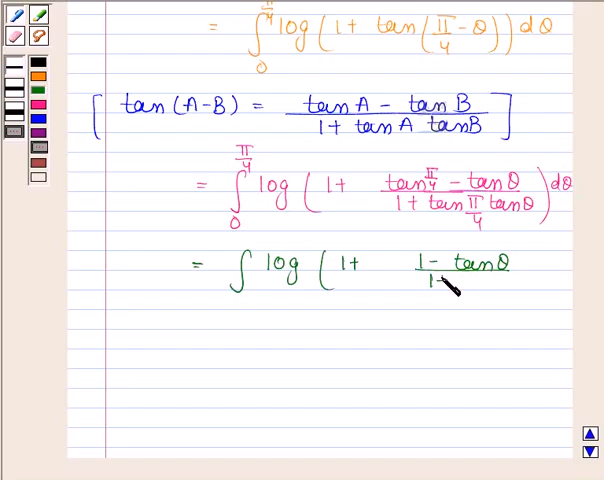 = ∫₀^(π/4) log (1 + tan (π/4 − θ)) dθ
[ tan (A−B) = (tan A − tan B) / (1 + tan A tan B) ]
= ∫₀^(π/4) log ( 1 + (tan π/4 − tan θ) / (1 + tan π/4 tan θ) ) dθ
= ∫ log ( 1 + (1 − tan θ) / (1 +